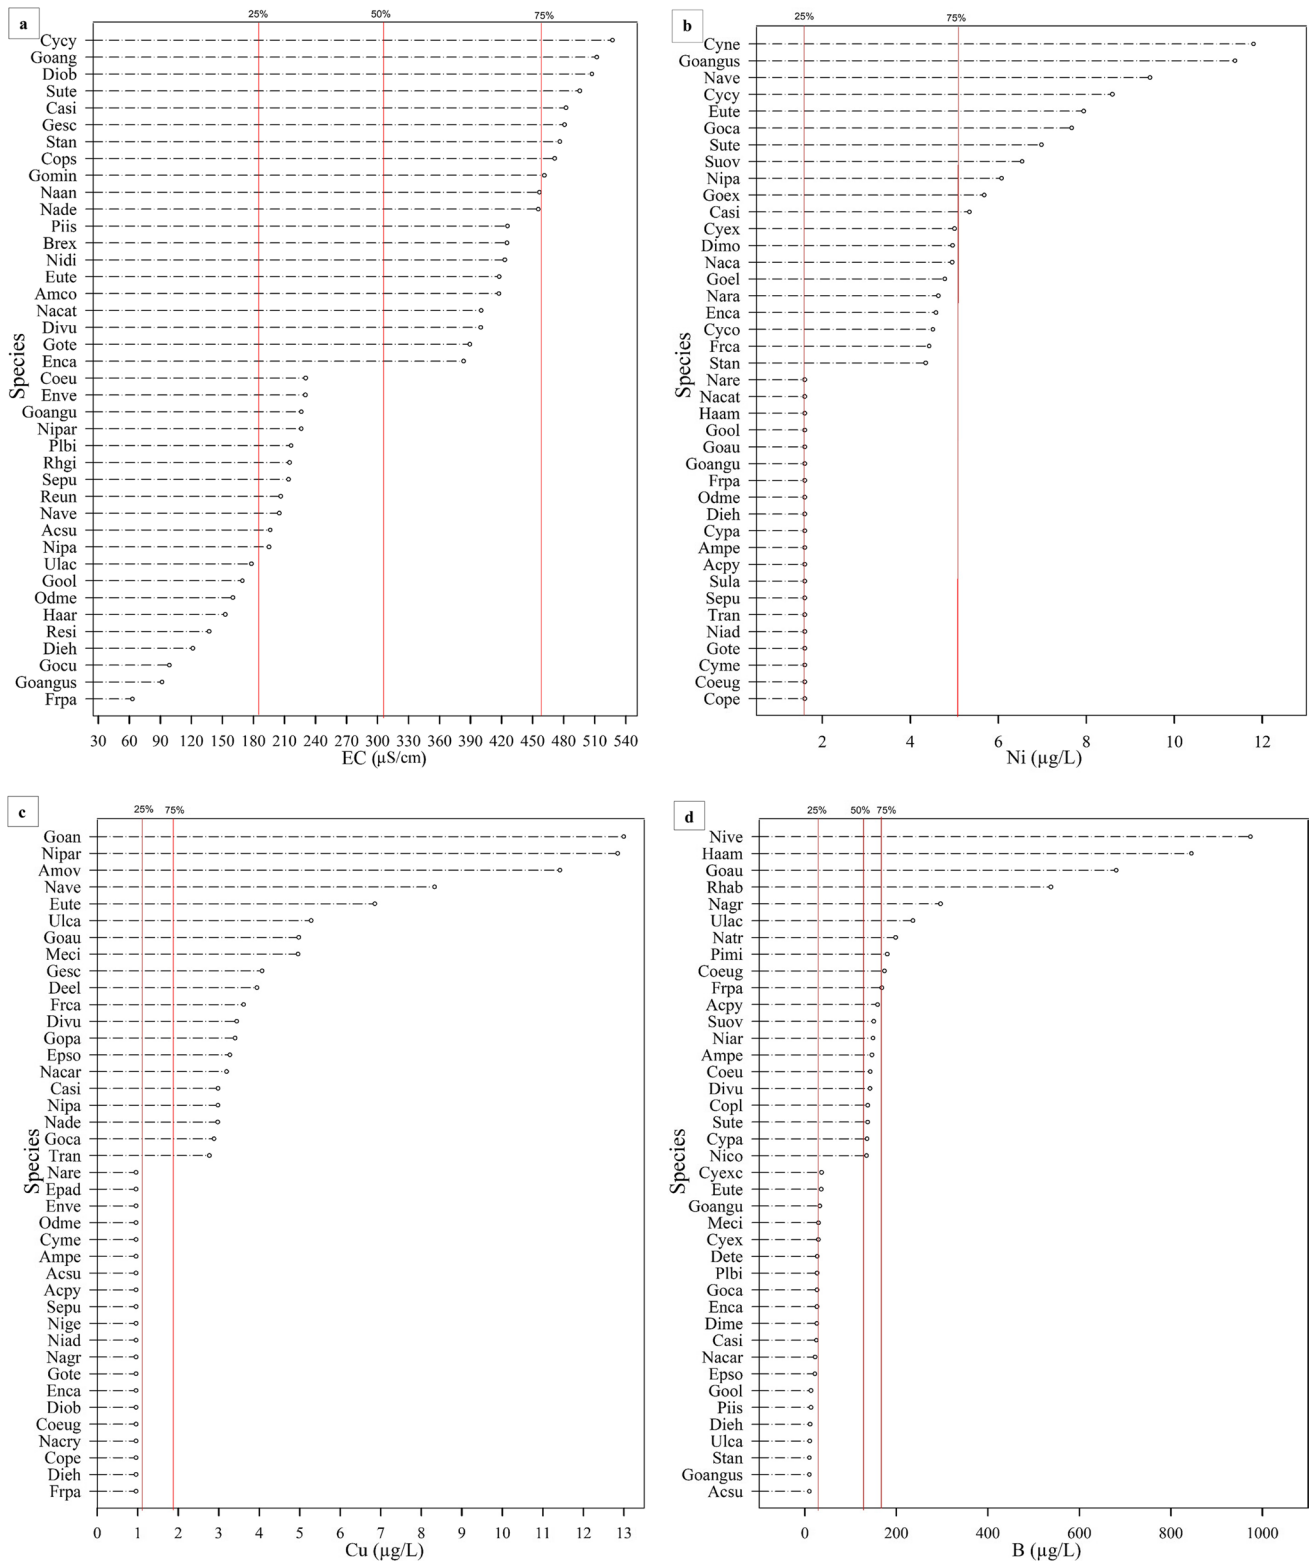 a
25%
50%
75%
Cycy
Goang
Diob
Sute
Casi
Gesc
Stan
Cops
Gomin
Naan
Nade
Piis
Brex
Nidi
Eute
Amco
Nacat
Divu
Gote
Enca
Coeu
Enve
Goangu
Nipar
Plbi
Rhgi
Sepu
Reun
Nave
Acsu
Nipa
Ulac
Gool
Odme
Haar
Resi
Dieh
Gocu
Goangus
Frpa
Species
30 60 90 120 150 180 210 240 270 300 330 360 390 420 450 480 510 540
EC (µS/cm)
b
25%
75%
Cyne
Goangus
Nave
Cycy
Eute
Goca
Sute
Suov
Nipa
Goex
Casi
Cyex
Dimo
Naca
Goel
Nara
Enca
Cyco
Frca
Stan
Nare
Nacat
Haam
Gool
Goau
Goangu
Frpa
Odme
Dieh
Cypa
Ampe
Acpy
Sula
Sepu
Tran
Niad
Gote
Cyme
Coeug
Cope
Species
2 4 6 8 10 12
Ni (µg/L)
c
25%
75%
Goan
Nipar
Amov
Nave
Eute
Ulca
Goau
Meci
Gesc
Deel
Frca
Divu
Gopa
Epso
Nacar
Casi
Nipa
Nade
Goca
Tran
Nare
Epad
Enve
Odme
Cyme
Ampe
Acsu
Acpy
Sepu
Nige
Niad
Nagr
Gote
Enca
Diob
Coeug
Nacry
Cope
Dieh
Frpa
Species
0 1 2 3 4 5 6 7 8 9 10 11 12 13
Cu (µg/L)
d
25%
50%
75%
Nive
Haam
Goau
Rhab
Nagr
Ulac
Natr
Pimi
Coeug
Frpa
Acpy
Suov
Niar
Ampe
Coeu
Divu
Copl
Sute
Cypa
Nico
Cyexc
Eute
Goangu
Meci
Cyex
Dete
Plbi
Goca
Enca
Dime
Casi
Nacar
Epso
Gool
Piis
Dieh
Ulca
Stan
Goangus
Acsu
Species
0 200 400 600 800 1000
B (µg/L)